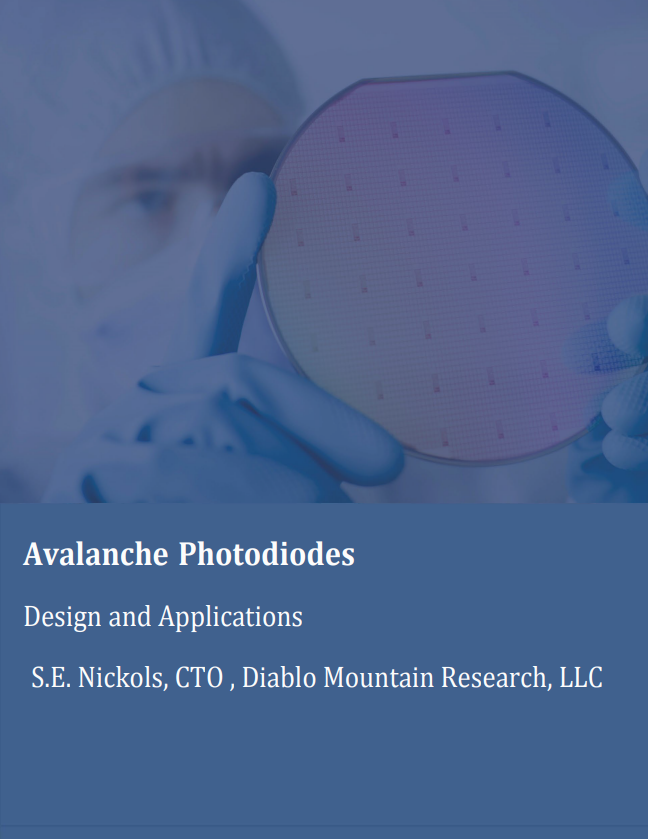 Avalanche Photodiodes
Design and Applications
S.E. Nickols, CTO , Diablo Mountain Research, LLC